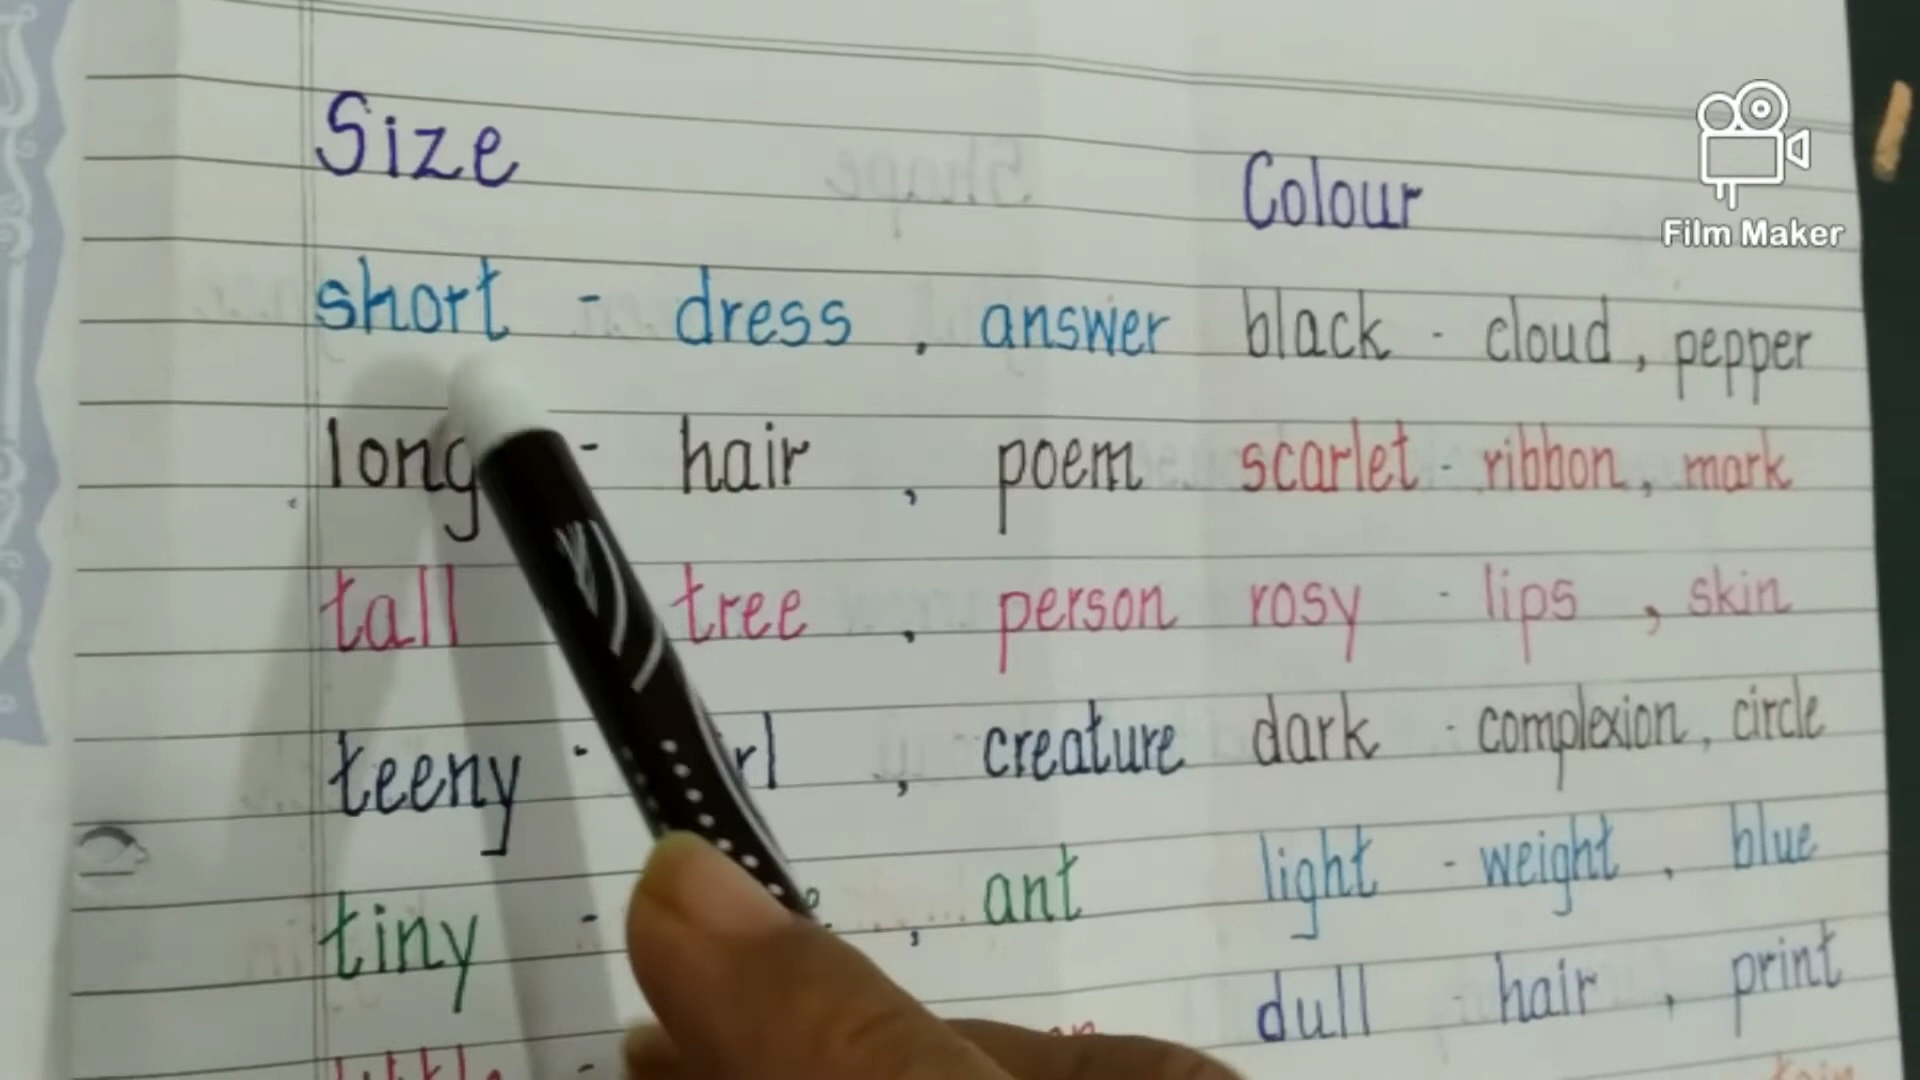 Size Colour
short - dress , answer black - cloud , pepper
long - hair , poem scarlet - ribbon , mark
tall tree , person rosy - lips , skin
teeny - , creature dark - complexion , circle
tiny - , ant light - weight , blue
dull - hair , print
Film Maker